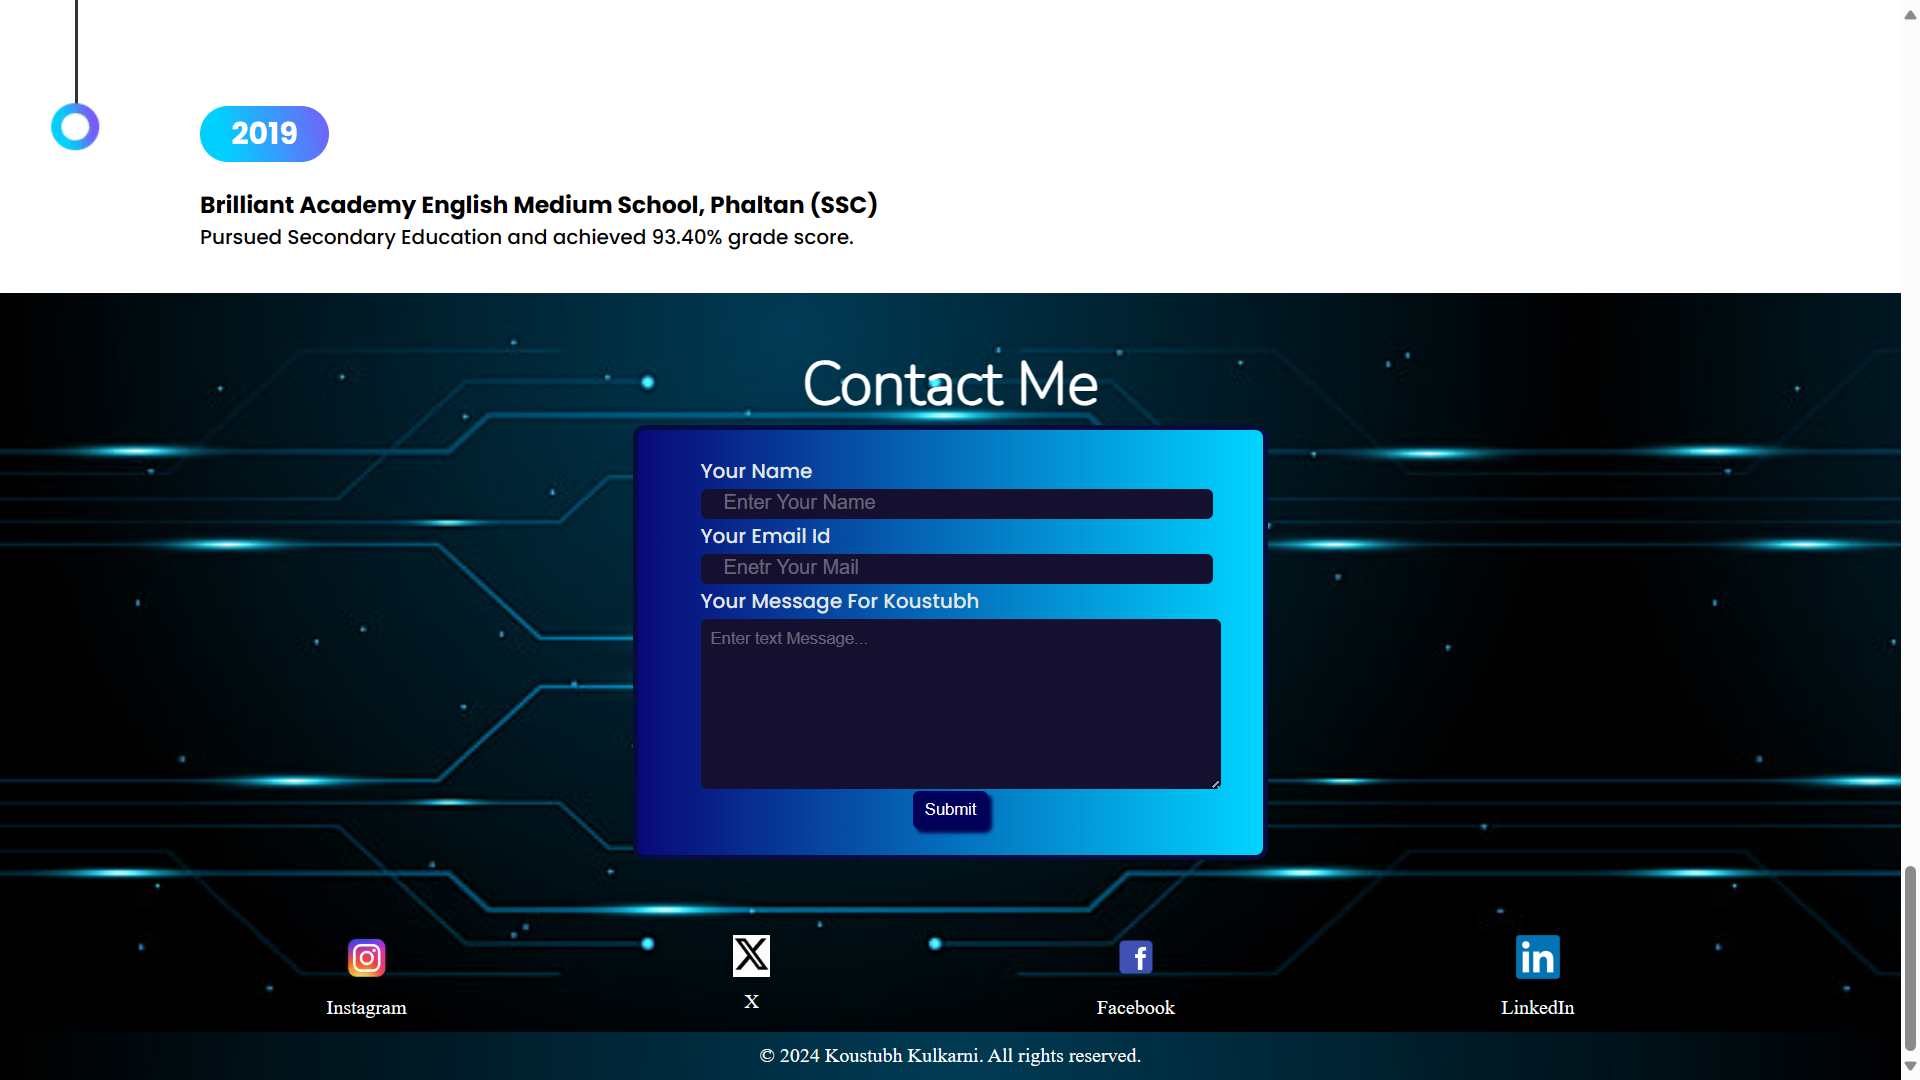 2019
Brilliant Academy English Medium School, Phaltan (SSC)
Pursued Secondary Education and achieved 93.40% grade score.
Contact Me
Your Name
Enter Your Name
Your Email Id
Enetr Your Mail
Your Message For Koustubh
Enter text Message...
Submit
Instagram
X
Facebook
LinkedIn
© 2024 Koustubh Kulkarni. All rights reserved.